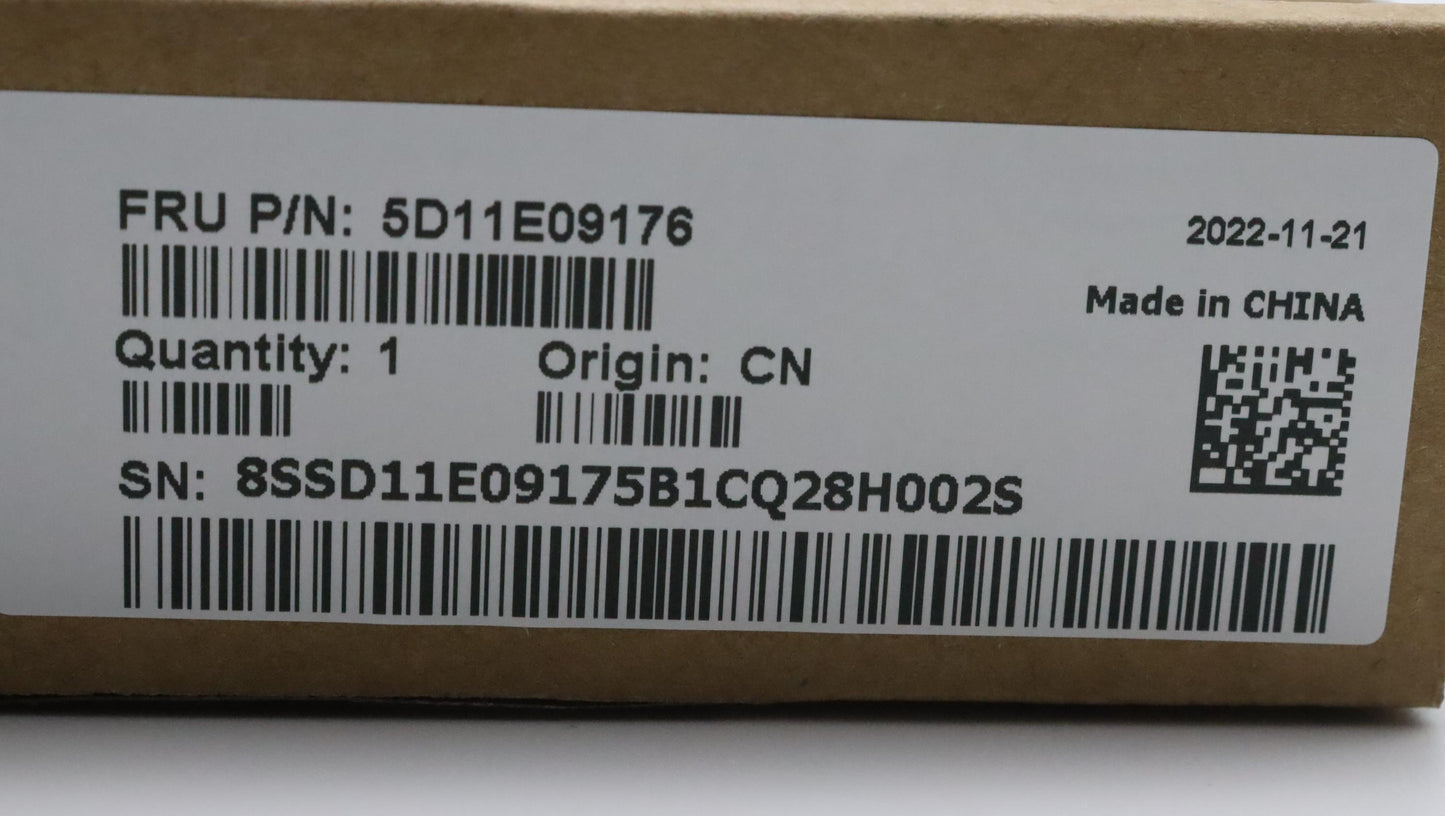 FRU P/N: 5D11E09176
2022-11-21
Made in CHINA
Quantity: 1
Origin: CN
SN: 8SSD11E09175B1CQ28H002S